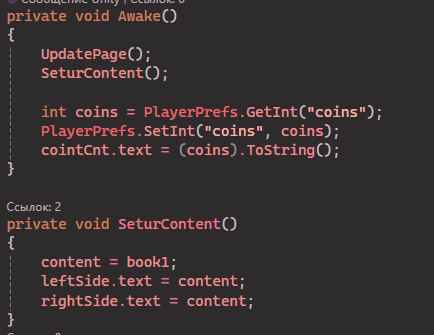 Сообщение Unity | Ссылок: 0
private void Awake()
{
UpdatePage();
SeturContent();
int coins = PlayerPrefs.GetInt("coins");
PlayerPrefs.SetInt("coins", coins);
cointCnt.text = (coins).ToString();
}
Ссылок: 2
private void SeturContent()
{
content = book1;
leftSide.text = content;
rightSide.text = content;
}